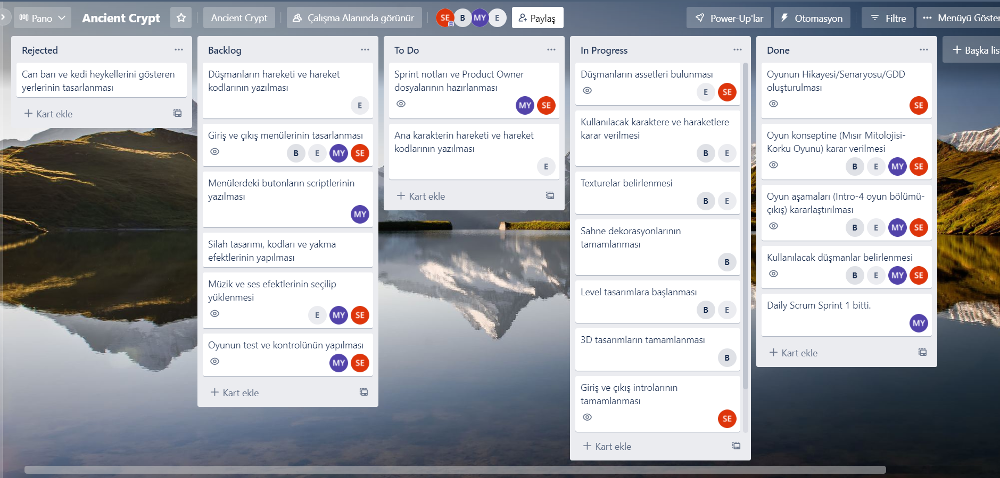 Pano
Ancient Crypt
Ancient Crypt
Çalışma Alanında görünür
SE B MY E
Paylaş
Power-Up'lar
Otomasyon
Filtre
Menüyü Göster
Rejected
Can barı ve kedi heykellerini gösteren
yerlerinin tasarlanması
+ Kart ekle
Backlog
Düşmanların hareketi ve hareket
kodlarının yazılması
E
Giriş ve çıkış menülerinin tasarlanması
B E MY SE
Menülerdeki butonların scriptlerinin
yazılması
MY
Silah tasarımı, kodları ve yakma
efektlerinin yapılması
Müzik ve ses efektlerinin seçilip
yüklenmesi
E MY SE
Oyunun test ve kontrolünün yapılması
MY SE
+ Kart ekle
To Do
Sprint notları ve Product Owner
dosyalarının hazırlanması
MY SE
Ana karakterin hareketi ve hareket
kodlarının yazılması
E
+ Kart ekle
In Progress
Düşmanların assetleri bulunması
E SE
Kullanılacak karaktere ve haraketlere
karar verilmesi
B E
Texturelar belirlenmesi
B E
Sahne dekorasyonlarının
tamamlanması
B
Level tasarımlara başlanması
B E
3D tasarımların tamamlanması
B
Giriş ve çıkış introlarının
tamamlanması
SE
+ Kart ekle
Done
Oyunun Hikayesi/Senaryosu/GDD
oluşturulması
SE
Oyun konseptine (Mısır Mitolojisi-
Korku Oyunu) karar verilmesi
B E MY SE
Oyun aşamaları (Intro-4 oyun bölümü-
çıkış) kararlaştırılması
B E MY SE
Kullanılacak düşmanlar belirlenmesi
B E MY SE
Daily Scrum Sprint 1 bitti.
MY
+ Kart ekle
+ Başka lis